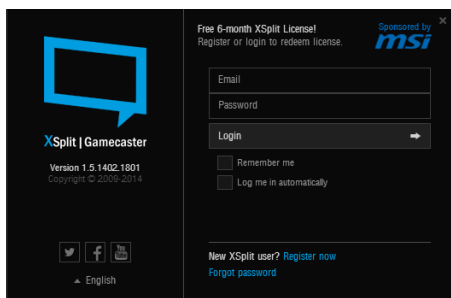 XSplit | Gamecaster
Version 1.5.1402.1801
Copyright © 2009-2014
English
Free 6-month XSplit License!
Register or login to redeem license.
Sponsored by
msi
Email
Password
Login
Remember me
Log me in automatically
New XSplit user? Register now
Forgot password